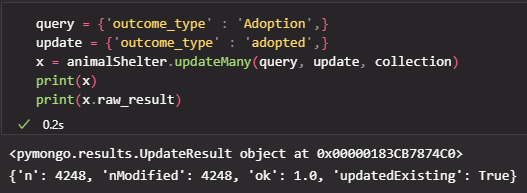 query = {'outcome_type' : 'Adoption',}
update = {'outcome_type' : 'adopted',}
x = animalShelter.updateMany(query, update, collection)
print(x)
print(x.raw_result)
✓ 0.2s
<pymongo.results.UpdateResult object at 0x00000183CB7874C0>
{'n': 4248, 'nModified': 4248, 'ok': 1.0, 'updatedExisting': True}